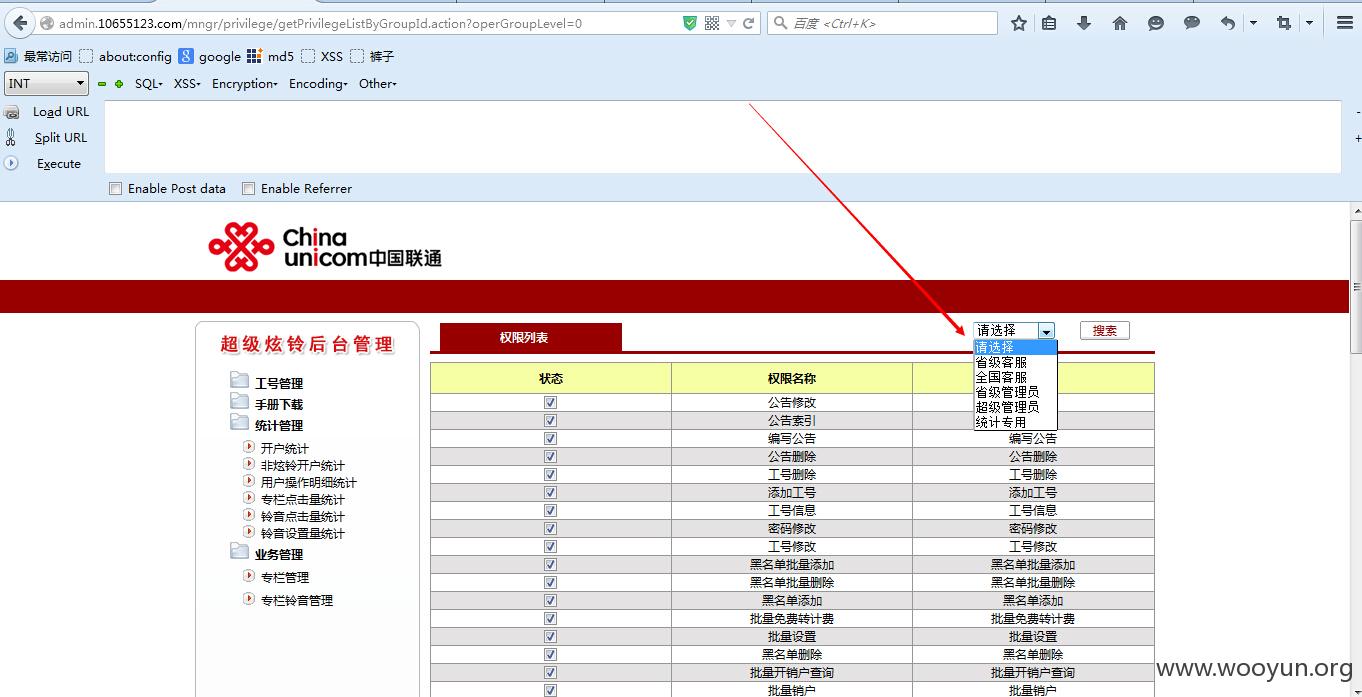 admin.10655123.com/mngr/privilege/getPrivilegeListByGroupId.action?operGroupLevel=0
百度 <Ctrl+K>
最常访问 about:config google md5 XSS 裤子
INT SQL XSS Encryption Encoding Other
Load URL
Split URL
Execute
Enable Post data Enable Referrer
China
unicom中国联通
超级炫铃后台管理
工号管理
手册下载
统计管理
开户统计
非炫铃开户统计
用户操作明细统计
专栏点击量统计
铃音点击量统计
铃音设置量统计
业务管理
专栏管理
专栏铃音管理
权限列表
请选择 搜索
请选择
省级客服
全国客服
省级管理员
超级管理员
统计专用
状态 权限名称
公告修改
公告索引
编写公告 编写公告
公告删除 公告删除
工号删除 工号删除
添加工号 添加工号
工号信息 工号信息
密码修改 密码修改
工号修改 工号修改
黑名单批量添加 黑名单批量添加
黑名单批量删除 黑名单批量删除
黑名单添加 黑名单添加
批量免费转计费 批量免费转计费
批量设置 批量设置
黑名单删除 黑名单删除
批量开销户查询 批量开销户查询
批量销户 批量销户
www.wooyun.org